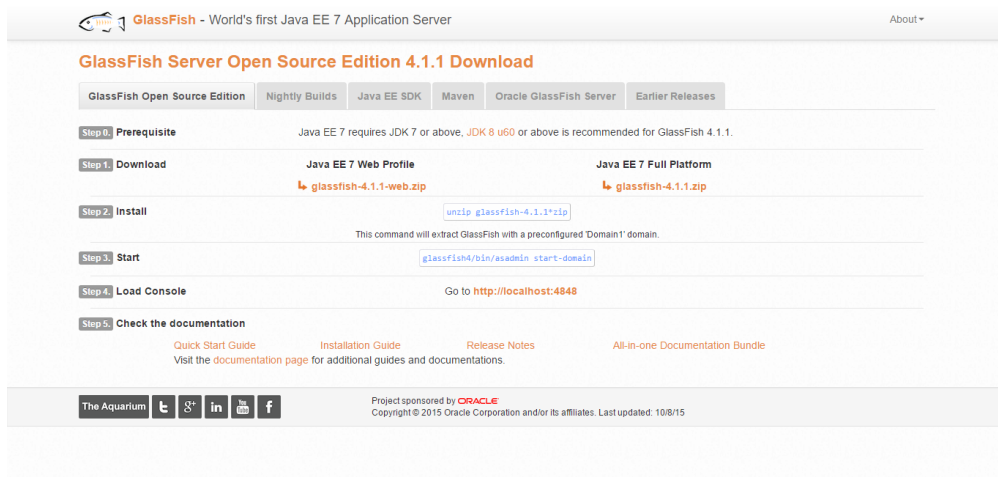 GlassFish - World's first Java EE 7 Application Server
About
GlassFish Server Open Source Edition 4.1.1 Download
GlassFish Open Source Edition Nightly Builds Java EE SDK Maven Oracle GlassFish Server Earlier Releases
Step 0. Prerequisite Java EE 7 requires JDK 7 or above, JDK 8 u60 or above is recommended for GlassFish 4.1.1.
Step 1. Download Java EE 7 Web Profile Java EE 7 Full Platform
glassfish-4.1.1-web.zip glassfish-4.1.1.zip
Step 2. Install unzip glassfish-4.1.1*zip
This command will extract GlassFish with a preconfigured 'Domain1' domain.
Step 3. Start glassfish4/bin/asadmin start-domain
Step 4. Load Console Go to http://localhost:4848
Step 5. Check the documentation
Quick Start Guide Installation Guide Release Notes All-in-one Documentation Bundle
Visit the documentation page for additional guides and documentations.
The Aquarium g+ in You Tube f Project sponsored by ORACLE
Copyright © 2015 Oracle Corporation and/or its affiliates. Last updated: 10/8/15